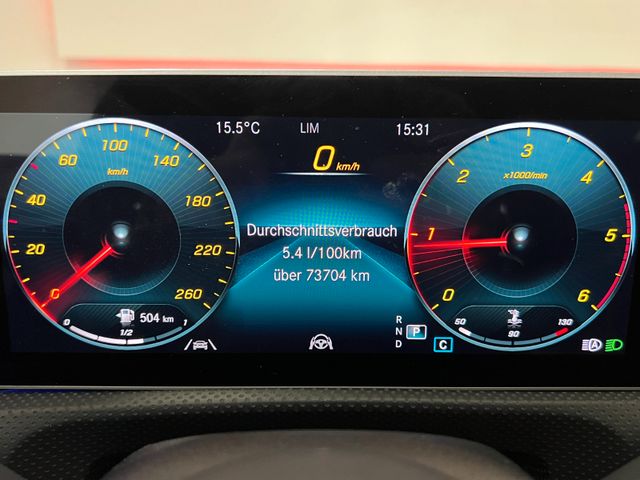 15.5°C LIM 15:31
0 km/h
Durchschnittsverbrauch
5.4 l/100km
über 73704 km
0 20 40 60 100 140 180 220 260
km/h
504 km
0 1/2 1
0 1 2 3 4 5 6
x1000/min
50 90 130
R
N P
D C
A